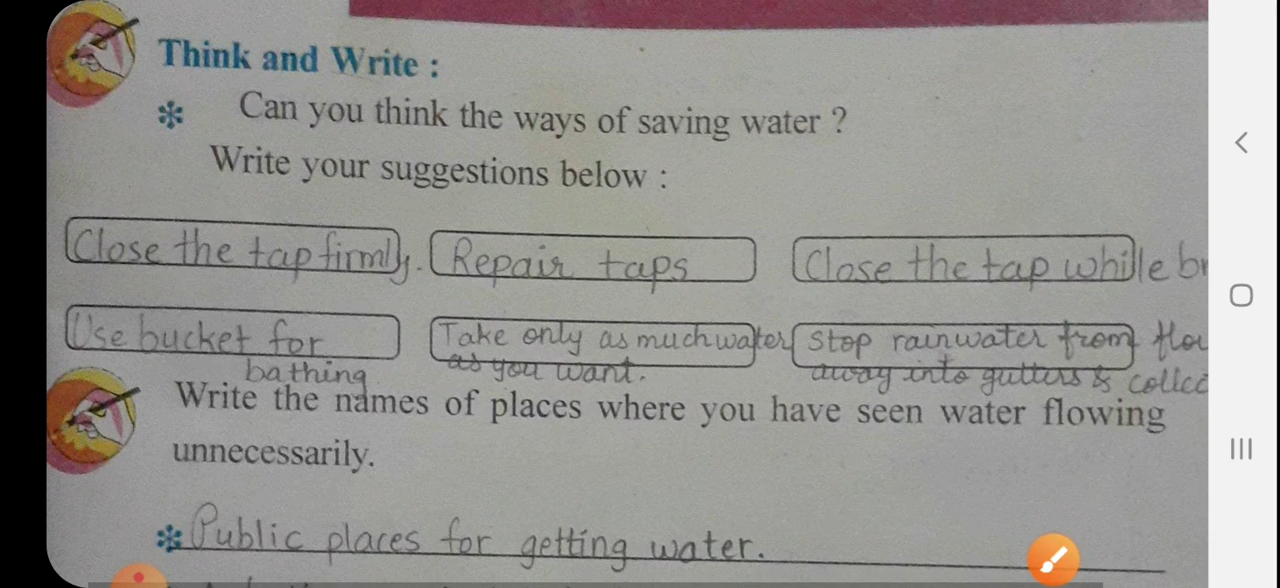 Think and Write :
* Can you think the ways of saving water ?
Write your suggestions below :
Close the tap firmly. Repair taps Close the tap while
Use bucket for bathing Take only as much water as you want. Stop rainwater from
away into gutters &
Write the names of places where you have seen water flowing
unnecessarily.
* Public places for getting water.